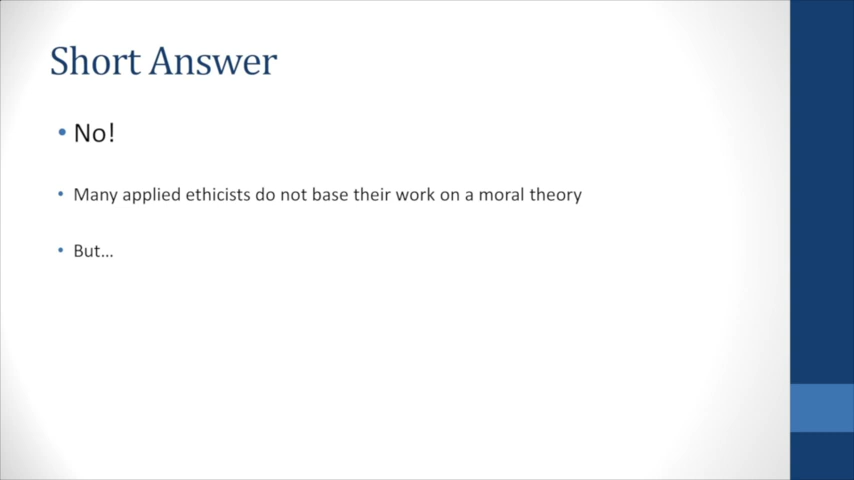 Short Answer
• No!
• Many applied ethicists do not base their work on a moral theory
• But...